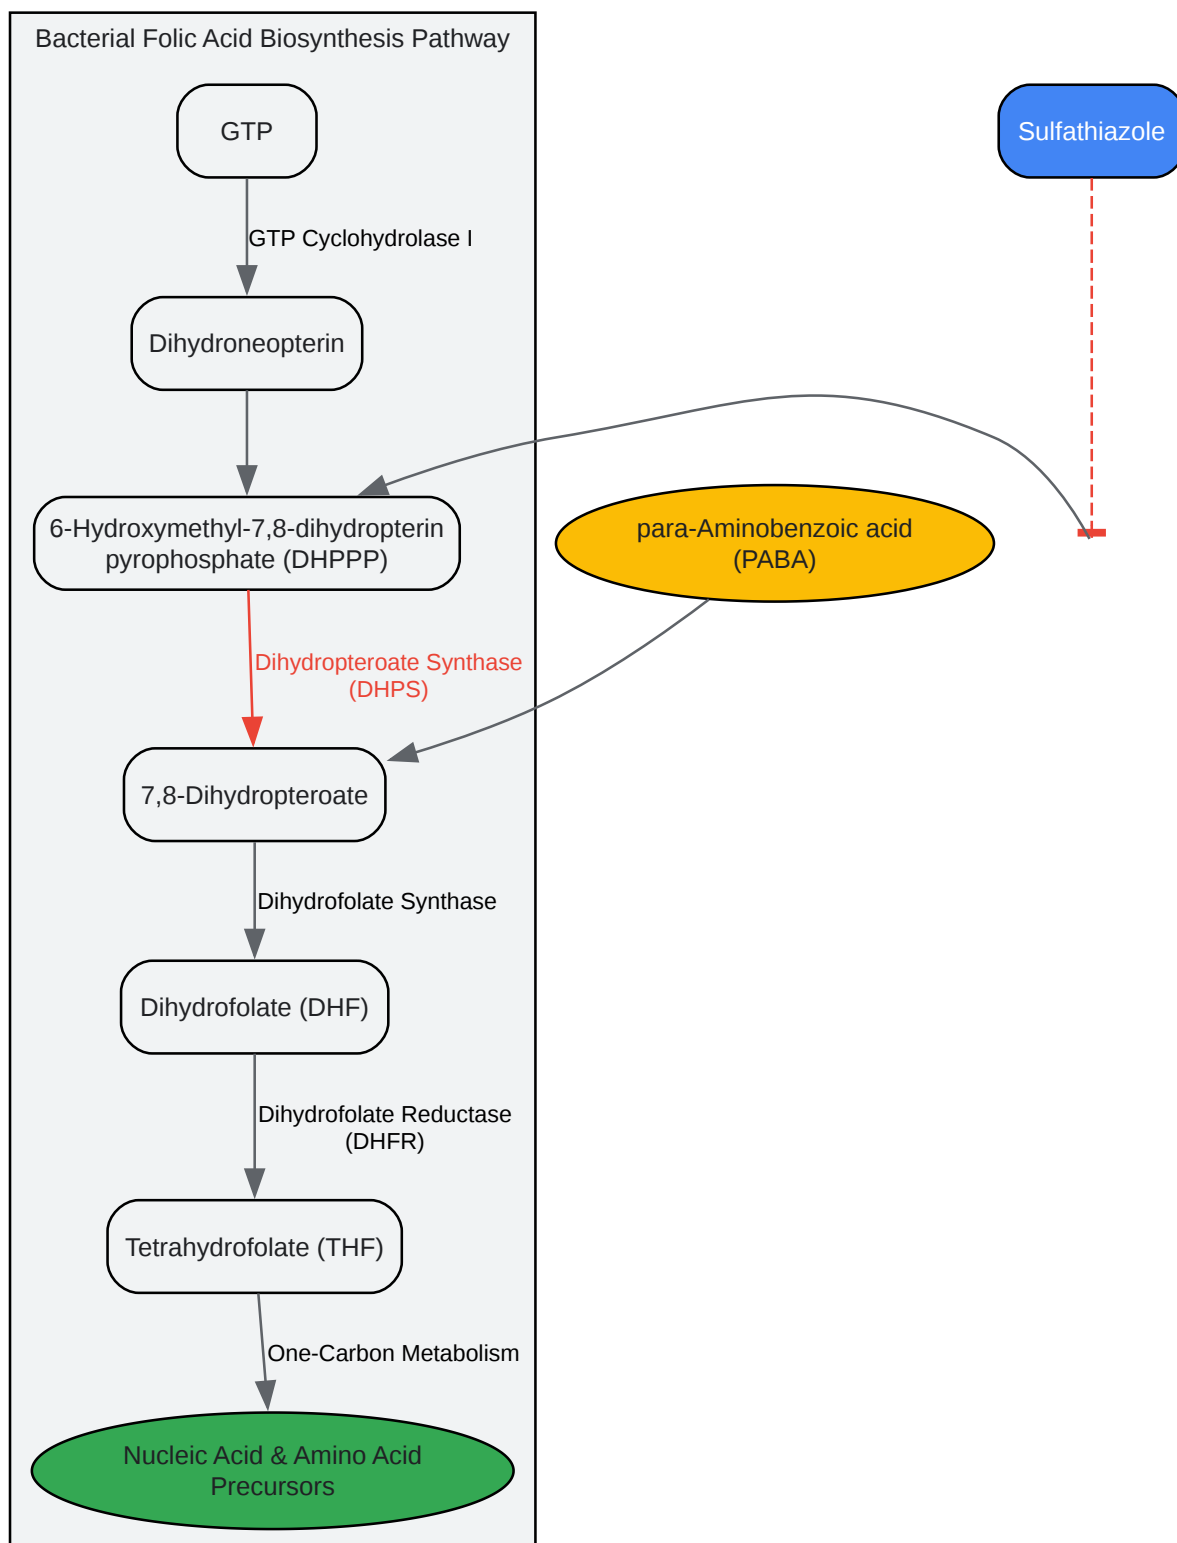 Bacterial Folic Acid Biosynthesis Pathway
GTP
Sulfathiazole
GTP Cyclohydrolase I
Dihydroneopterin
6-Hydroxymethyl-7,8-dihydropterin
pyrophosphate (DHPPP)
para-Aminobenzoic acid
(PABA)
Dihydropteroate Synthase
(DHPS)
7,8-Dihydropteroate
Dihydrofolate Synthase
Dihydrofolate (DHF)
Dihydrofolate Reductase
(DHFR)
Tetrahydrofolate (THF)
One-Carbon Metabolism
Nucleic Acid & Amino Acid
Precursors